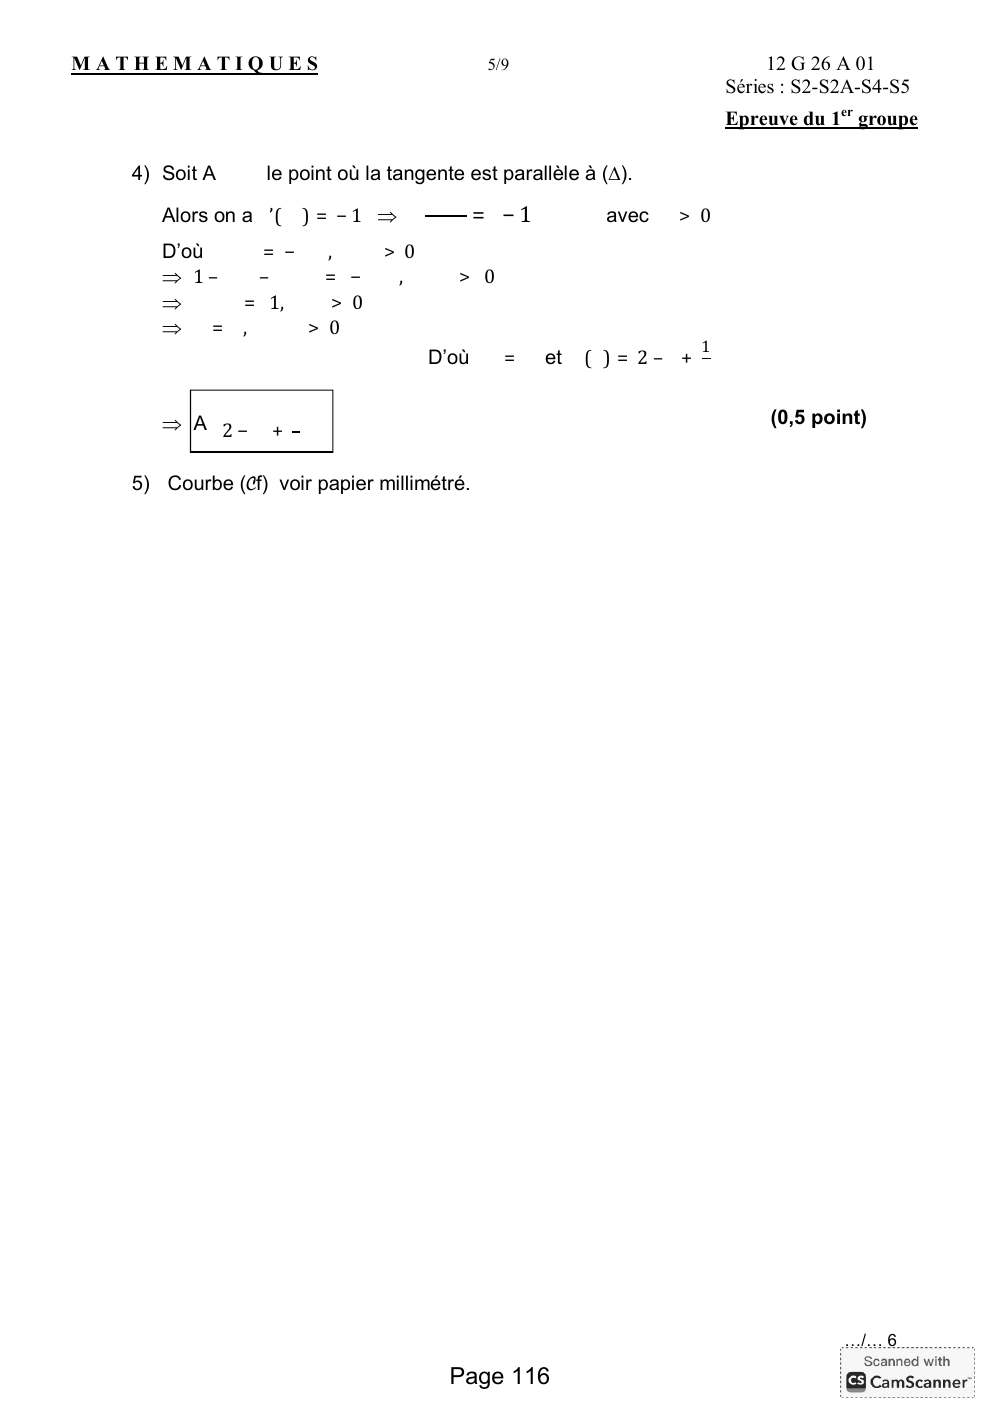 MATHEMATIQUES 5/9 12 G 26 A 01
Séries : S2-S2A-S4-S5
Epreuve du 1er groupe
4) Soit A le point où la tangente est parallèle à (Δ).
Alors on a ′( ) = − 1 ⇒ —— = − 1 avec > 0
D’où = − , > 0
⇒ 1 − − = − , > 0
⇒ = 1, > 0
⇒ = , > 0
D’où = et ( ) = 2 − + 1
⇒ A 2 − + −
(0,5 point)
5) Courbe (𝒞f) voir papier millimétré.
…/… 6
Page 116
Scanned with
CS CamScanner